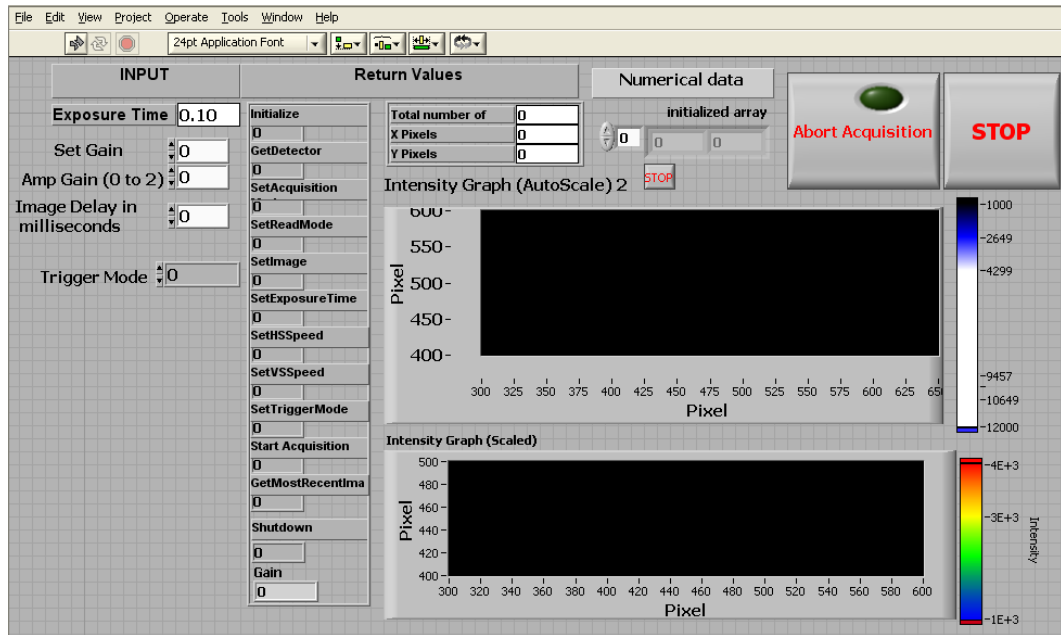 File Edit View Project Operate Tools Window Help
24pt Application Font
INPUT
Return Values
Numerical data
Exposure Time 0.10
Set Gain 0
Amp Gain (0 to 2) 0
Image Delay in
milliseconds 0
Trigger Mode 0
Initialize
0
GetDetector
0
SetAcquisition
0
SetReadMode
0
SetImage
0
SetExposureTime
0
SetHSSpeed
0
SetVSSpeed
0
SetTriggerMode
0
Start Acquisition
0
GetMostRecentIma
0
Shutdown
0
Gain
0
Total number of 0
X Pixels 0
Y Pixels 0
initialized array
0 0 0
STOP
Abort Acquisition
STOP
Intensity Graph (AutoScale) 2
600
550
500
450
400
Pixel
300 325 350 375 400 425 450 475 500 525 550 575 600 625 650
Pixel
1000
2649
4299
9457
10649
12000
Intensity Graph (Scaled)
500
480
460
440
420
400
Pixel
300 320 340 360 380 400 420 440 460 480 500 520 540 560 580 600
Pixel
4E+3
3E+3
1E+3
Intensity